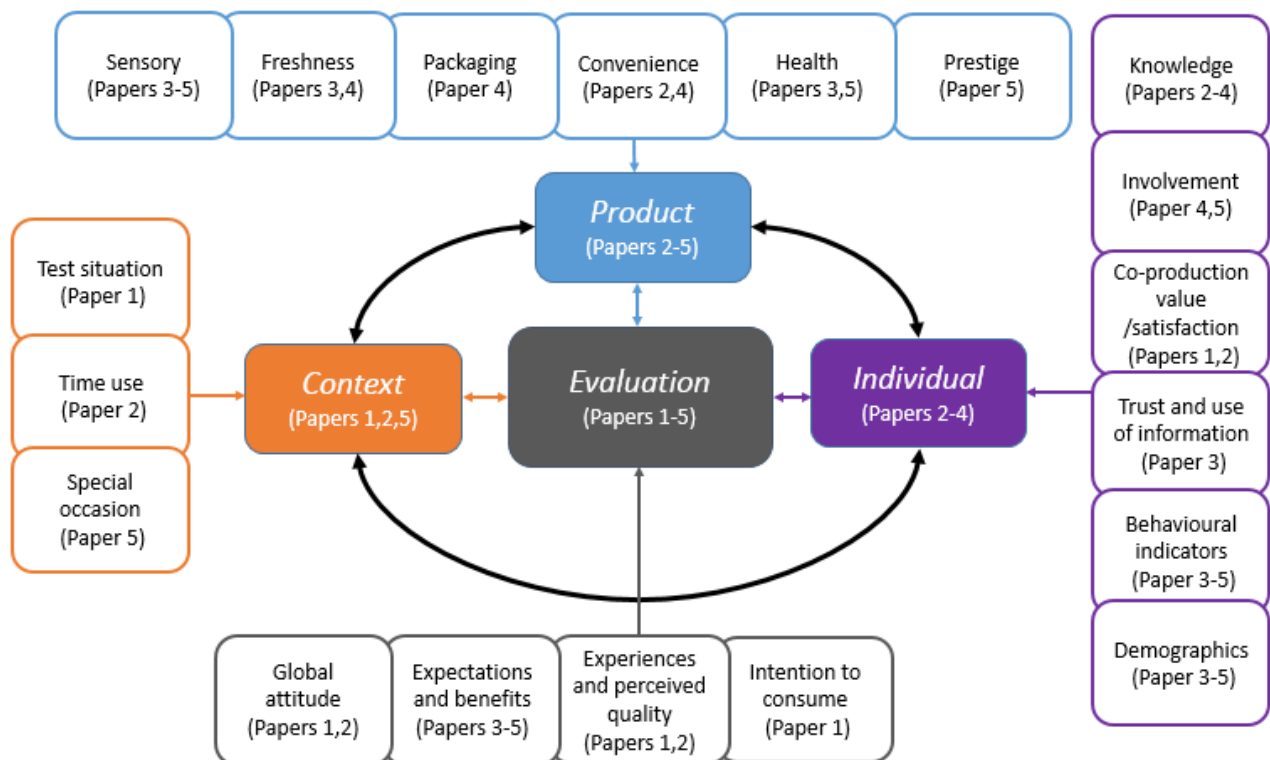 Sensory
(Papers 3-5)
Freshness
(Papers 3,4)
Packaging
(Paper 4)
Convenience
(Papers 2,4)
Health
(Papers 3,5)
Prestige
(Paper 5)
Knowledge
(Papers 2-4)
Involvement
(Paper 4,5)
Co-production
value
/satisfaction
(Papers 1,2)
Trust and use
of information
(Paper 3)
Behavioural
indicators
(Paper 3-5)
Demographics
(Paper 3-5)
Product
(Papers 2-5)
Test situation
(Paper 1)
Time use
(Paper 2)
Special
occasion
(Paper 5)
Context
(Papers 1,2,5)
Evaluation
(Papers 1-5)
Individual
(Papers 2-4)
Global
attitude
(Papers 1,2)
Expectations
and benefits
(Papers 3-5)
Experiences
and perceived
quality
(Papers 1,2)
Intention to
consume
(Paper 1)